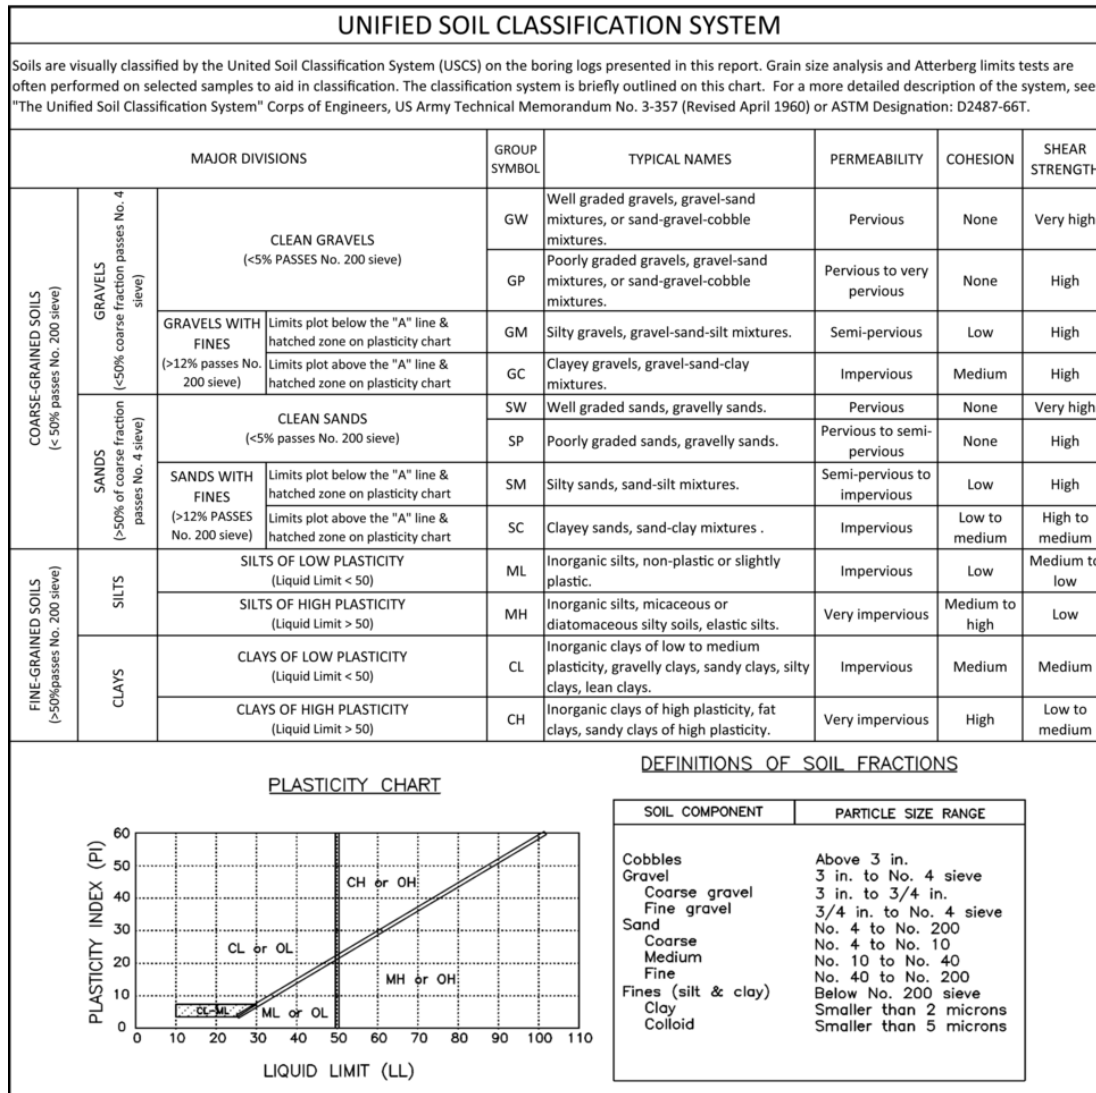 UNIFIED SOIL CLASSIFICATION SYSTEM
Soils are visually classified by the United Soil Classification System (USCS) on the boring logs presented in this report. Grain size analysis and Atterberg limits tests are
often performed on selected samples to aid in classification. The classification system is briefly outlined on this chart. For a more detailed description of the system, see
"The Unified Soil Classification System" Corps of Engineers, US Army Technical Memorandum No. 3-357 (Revised April 1960) or ASTM Designation: D2487-66T.
MAJOR DIVISIONS
GROUP
SYMBOL
TYPICAL NAMES
PERMEABILITY
COHESION
SHEAR
STRENGTH
COARSE-GRAINED SOILS
(< 50% passes No. 200 sieve)
GRAVELS
(<50% coarse fraction passes No. 4
sieve)
CLEAN GRAVELS
(<5% PASSES No. 200 sieve)
GW
Well graded gravels, gravel-sand
mixtures, or sand-gravel-cobble
mixtures.
Pervious
None
Very high
GP
Poorly graded gravels, gravel-sand
mixtures, or sand-gravel-cobble
mixtures.
Pervious to very
pervious
None
High
GRAVELS WITH
FINES
(>12% passes No.
200 sieve)
Limits plot below the "A" line &
hatched zone on plasticity chart
GM
Silty gravels, gravel-sand-silt mixtures.
Semi-pervious
Low
High
Limits plot above the "A" line &
hatched zone on plasticity chart
GC
Clayey gravels, gravel-sand-clay
mixtures.
Impervious
Medium
High
SANDS
(>50% of coarse fraction
passes No. 4 sieve)
CLEAN SANDS
(<5% passes No. 200 sieve)
SW
Well graded sands, gravelly sands.
Pervious
None
Very high
SP
Poorly graded sands, gravelly sands.
Pervious to semi-
pervious
None
High
SANDS WITH
FINES
(>12% PASSES
No. 200 sieve)
Limits plot below the "A" line &
hatched zone on plasticity chart
SM
Silty sands, sand-silt mixtures.
Semi-pervious to
impervious
Low
High
Limits plot above the "A" line &
hatched zone on plasticity chart
SC
Clayey sands, sand-clay mixtures .
Impervious
Low to
medium
High to
medium
FINE-GRAINED SOILS
(>50%passes No. 200 sieve)
SILTS
SILTS OF LOW PLASTICITY
(Liquid Limit < 50)
ML
Inorganic silts, non-plastic or slightly
plastic.
Impervious
Low
Medium to
low
SILTS OF HIGH PLASTICITY
(Liquid Limit > 50)
MH
Inorganic silts, micaceous or
diatomaceous silty soils, elastic silts.
Very impervious
Medium to
high
Low
CLAYS
CLAYS OF LOW PLASTICITY
(Liquid Limit < 50)
CL
Inorganic clays of low to medium
plasticity, gravelly clays, sandy clays, silty
clays, lean clays.
Impervious
Medium
Medium
CLAYS OF HIGH PLASTICITY
(Liquid Limit > 50)
CH
Inorganic clays of high plasticity, fat
clays, sandy clays of high plasticity.
Very impervious
High
Low to
medium
PLASTICITY CHART
PLASTICITY INDEX (PI)
60
50
40
30
20
10
0
CH or OH
CL or OL
MH or OH
CL-ML
ML or OL
0 10 20 30 40 50 60 70 80 90 100 110
LIQUID LIMIT (LL)
DEFINITIONS OF SOIL FRACTIONS
SOIL COMPONENT PARTICLE SIZE RANGE
Cobbles Above 3 in.
Gravel 3 in. to No. 4 sieve
Coarse gravel 3 in. to 3/4 in.
Fine gravel 3/4 in. to No. 4 sieve
Sand No. 4 to No. 200
Coarse No. 4 to No. 10
Medium No. 10 to No. 40
Fine No. 40 to No. 200
Fines (silt & clay) Below No. 200 sieve
Clay Smaller than 2 microns
Colloid Smaller than 5 microns